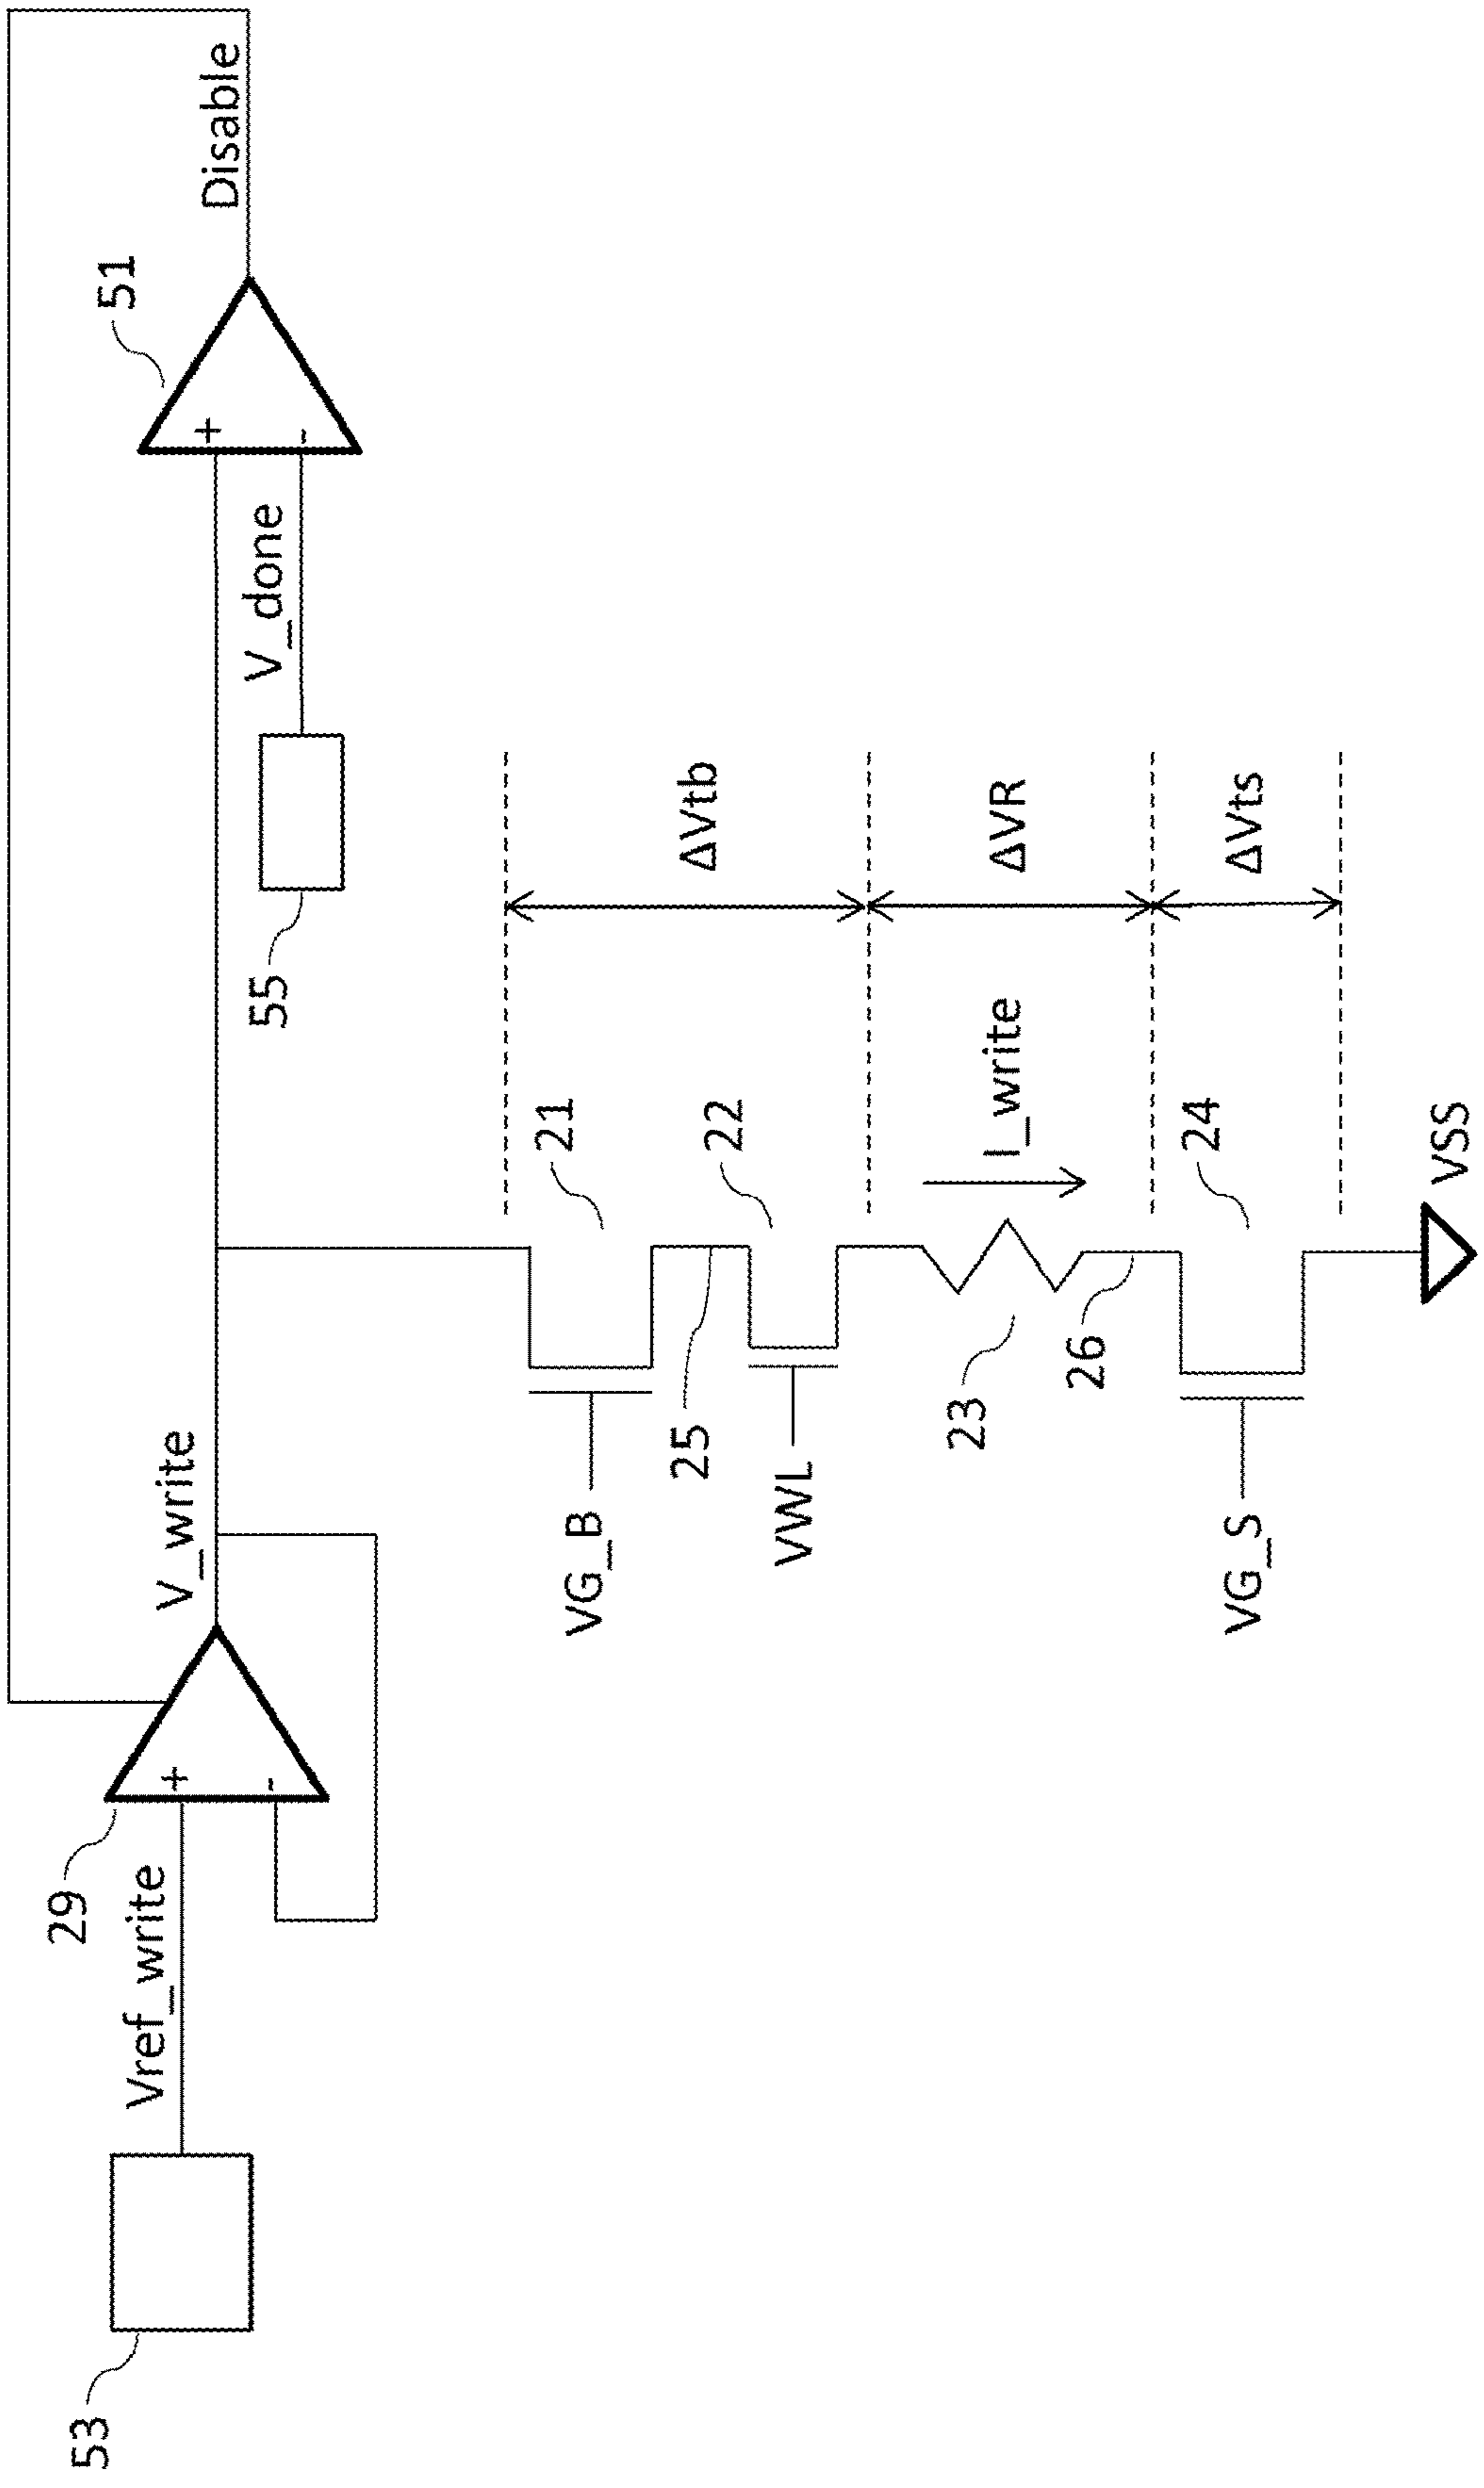 53
Vref_write
29
+
-
V_write
55
V_done
51
+
-
Disable
VG_B
21
25
VWL
22
ΔVtb
23
I_write
ΔVR
26
VG_S
24
ΔVts
VSS